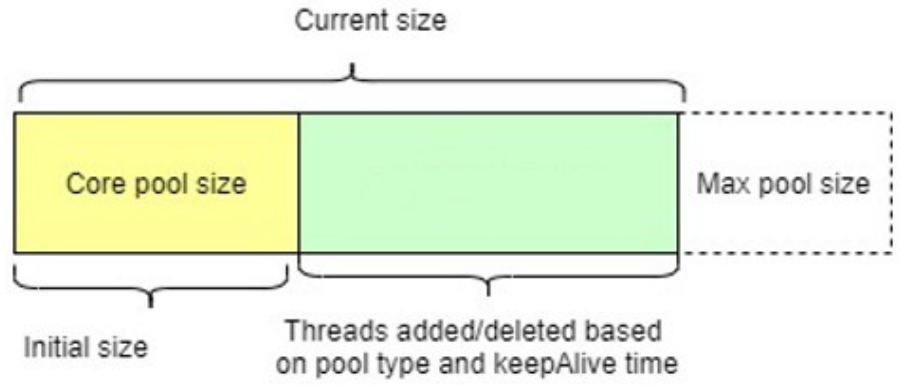 Current size
Core pool size
Max pool size
Initial size
Threads added/deleted based
on pool type and keepAlive time